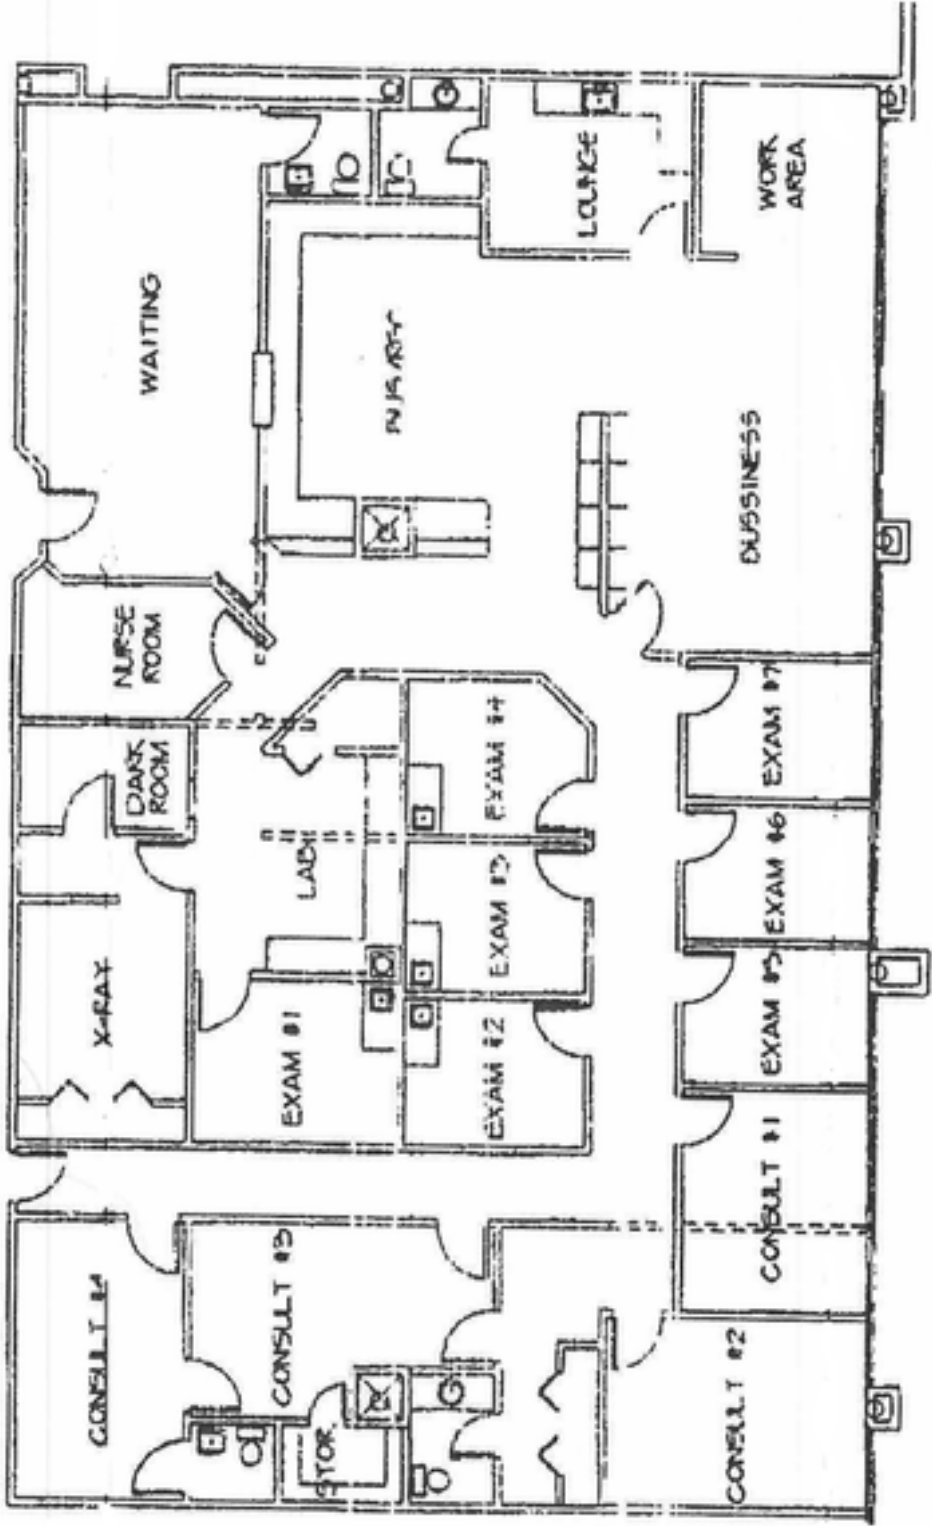 WORK
AREA
LOUNGE
WAITING
BUSSINESS
NURSE
ROOM
DARK
ROOM
LAB
X-RAY
EXAM #1
EXAM #2
EXAM #3
EXAM #4
EXAM #5
EXAM #6
EXAM #7
CONSULT #1
CONSULT #2
CONSULT #3
CONSULT #4
STOR.